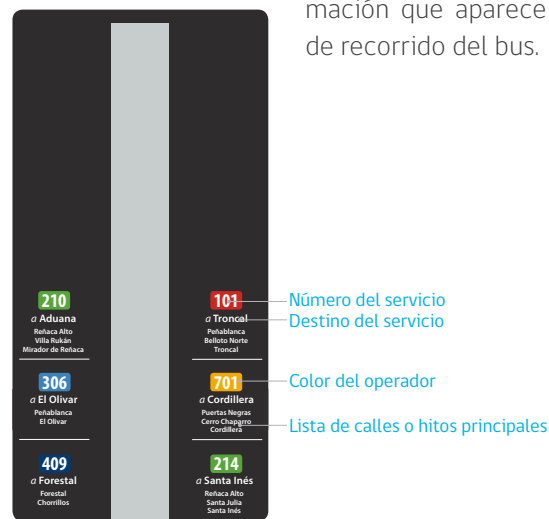 mación que aparece
de recorrido del bus.
210
a Aduana
Reñaca Alto
Villa Rukán
Mirador de Reñaca
306
a El Olivar
Peñablanca
El Olivar
409
a Forestal
Forestal
Chorrillos
101
a Troncal
Peñablanca
Belloto Norte
Troncal
701
a Cordillera
Puertas Negras
Cerro Chaparro
Cordillera
214
a Santa Inés
Reñaca Alto
Santa Julia
Santa Inés
Número del servicio
Destino del servicio
Color del operador
Lista de calles o hitos principales